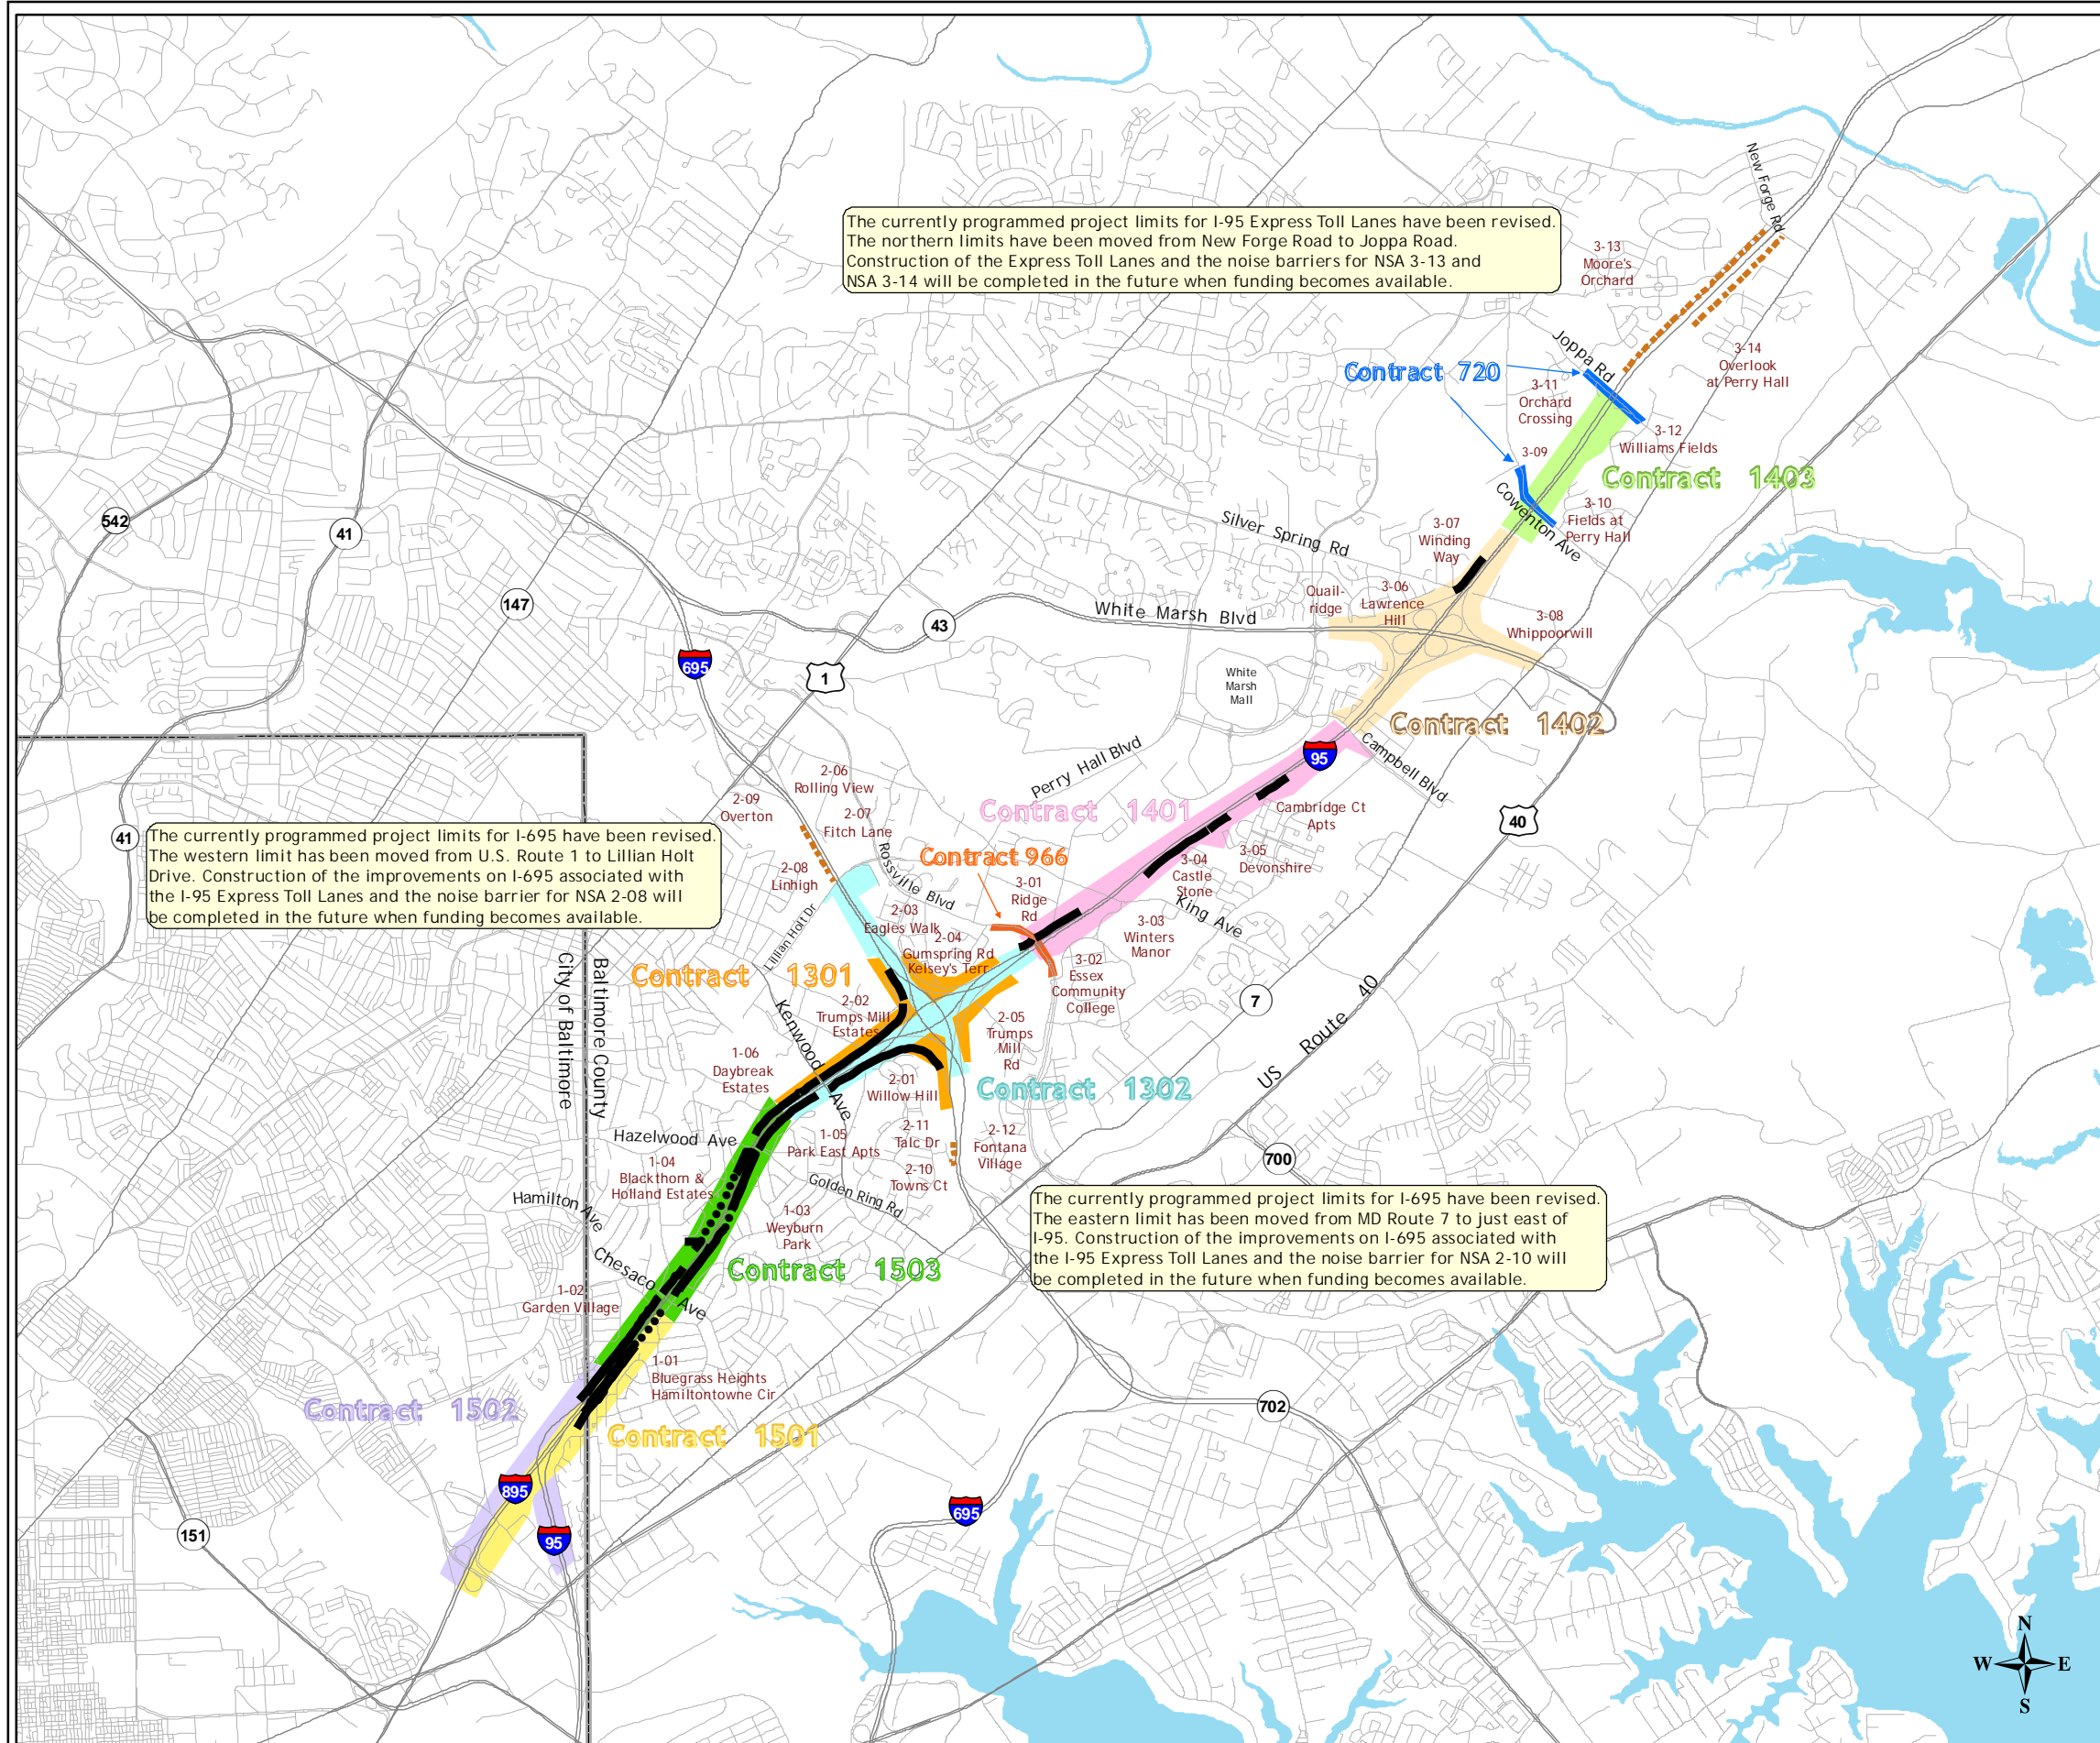 The currently programmed project limits for I-95 Express Toll Lanes have been revised.
The northern limits have been moved from New Forge Road to Joppa Road.
Construction of the Express Toll Lanes and the noise barriers for NSA 3-13 and
NSA 3-14 will be completed in the future when funding becomes available.
New Forge Rd
3-13
Moore's
Orchard
3-14
Overlook
at Perry Hall
Joppa Rd
Contract 720
3-11
Orchard
Crossing
3-12
Williams Fields
3-09
Contract 1403
Cowenton Ave
3-10
Fields at
Perry Hall
Silver Spring Rd
3-07
Winding
Way
542
41
147
43
White Marsh Blvd
Quail-
ridge
3-06
Lawrence
Hill
3-08
Whippoorwill
695
1
White
Marsh
Mall
Contract 1402
95
Campbell Blvd
Perry Hall Blvd
40
2-06
Rolling View
2-09
Overton
2-07
Fitch Lane
Contract 1401
Cambridge Ct
Apts
41
The currently programmed project limits for I-695 have been revised.
The western limit has been moved from U.S. Route 1 to Lillian Holt
Drive. Construction of the improvements on I-695 associated with
the I-95 Express Toll Lanes and the noise barrier for NSA 2-08 will
be completed in the future when funding becomes available.
2-08
Linhigh
Rossville Blvd
Contract 966
3-01
Ridge
Rd
3-04
Castle
Stone
3-05
Devonshire
King Ave
3-03
Winters
Manor
Lillian Holt Dr
2-03
Eagles Walk
2-04
Gumspring Rd
Kelsey's Terr
3-02
Essex
Community
College
City of Baltimore
Baltimore County
Contract 1301
2-02
Trumps Mill
Estates
Kenwood Ave
2-05
Trumps
Mill
Rd
7
US Route 40
1-06
Daybreak
Estates
2-01
Willow Hill
Contract 1302
Hazelwood Ave
1-05
Park East Apts
2-11
Talc Dr
2-12
Fontana
Village
2-10
Towns Ct
700
1-04
Blackthorn &
Holland Estates
Golden Ring Rd
Hamilton Ave
1-03
Weyburn
Park
The currently programmed project limits for I-695 have been revised.
The eastern limit has been moved from MD Route 7 to just east of
I-95. Construction of the improvements on I-695 associated with
the I-95 Express Toll Lanes and the noise barrier for NSA 2-10 will
be completed in the future when funding becomes available.
Chesaco Ave
Contract 1503
1-02
Garden Village
1-01
Bluegrass Heights
Hamiltontowne Cir
Contract 1502
Contract 1501
702
895
695
151
95
N
W E
S